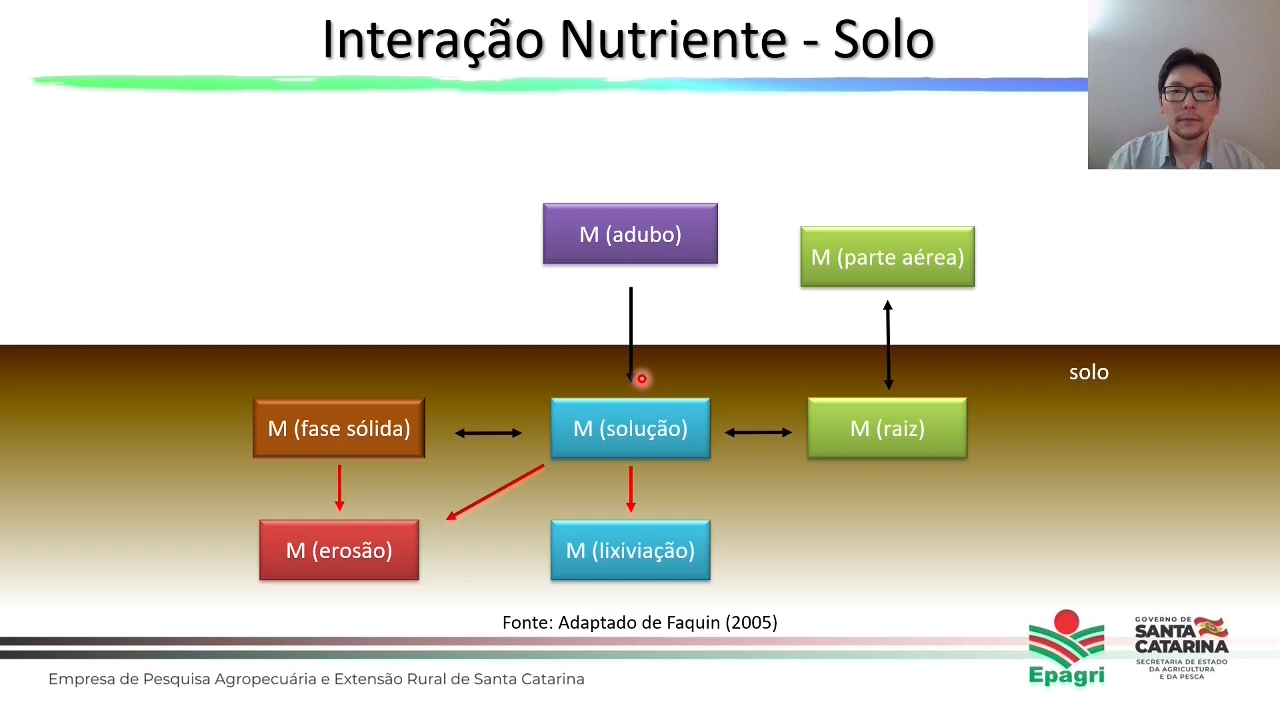 Interação Nutriente - Solo
M (adubo)
M (parte aérea)
solo
M (fase sólida)
M (solução)
M (raiz)
M (erosão)
M (lixiviação)
Fonte: Adaptado de Faquin (2005)
Empresa de Pesquisa Agropecuária e Extensão Rural de Santa Catarina
Epagri
GOVERNO DE
SANTA
CATARINA
SECRETARIA DE ESTADO
DA AGRICULTURA
E DA PESCA